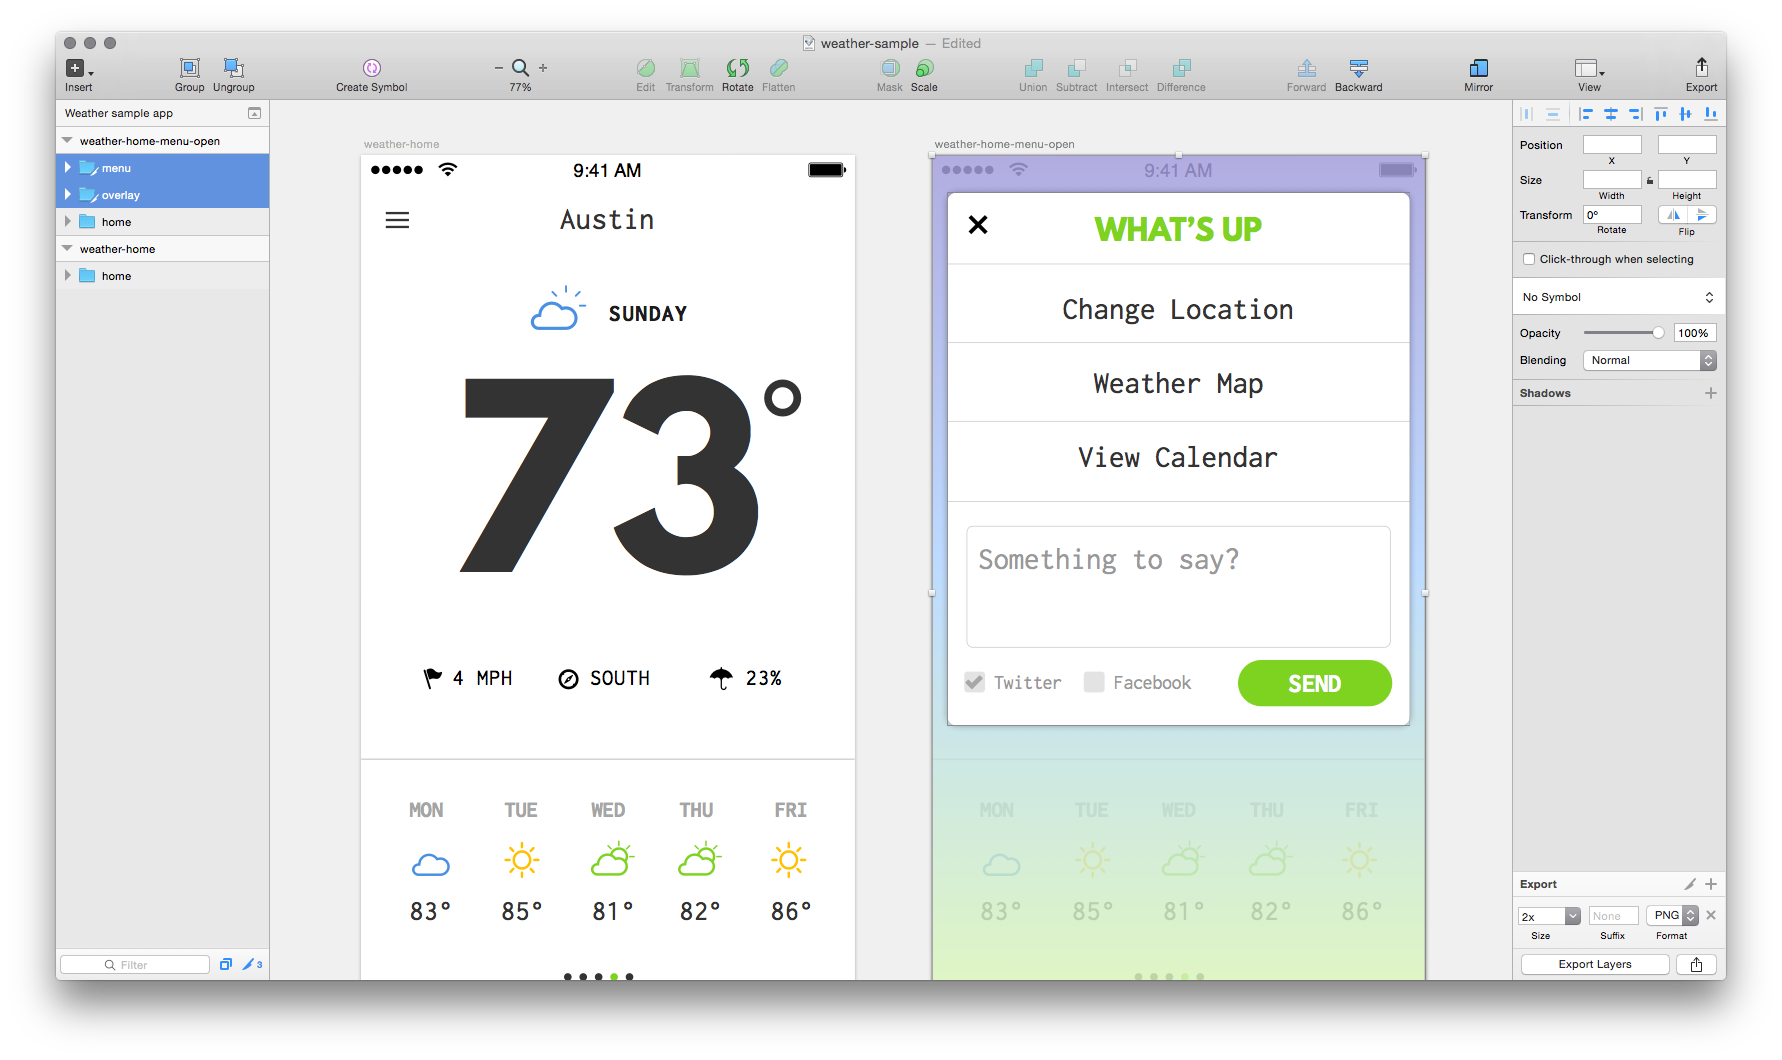 weather-sample — Edited
Insert Group Ungroup Create Symbol 77% Edit Transform Rotate Flatten Mask Scale Union Subtract Intersect Difference Forward Backward Mirror View Export
Weather sample app
weather-home-menu-open
menu
overlay
home
weather-home
home
Filter
3
weather-home
9:41 AM
Austin
SUNDAY
73°
4 MPH SOUTH 23%
MON TUE WED THU FRI
83° 85° 81° 82° 86°
weather-home-menu-open
9:41 AM
WHAT'S UP
Change Location
Weather Map
View Calendar
Something to say?
Twitter Facebook SEND
MON TUE WED THU FRI
83° 85° 81° 82° 86°
Position
X Y
Size
Width Height
Transform 0°
Rotate Flip
Click-through when selecting
No Symbol
Opacity 100%
Blending Normal
Shadows
Export
2x None PNG
Size Suffix Format
Export Layers